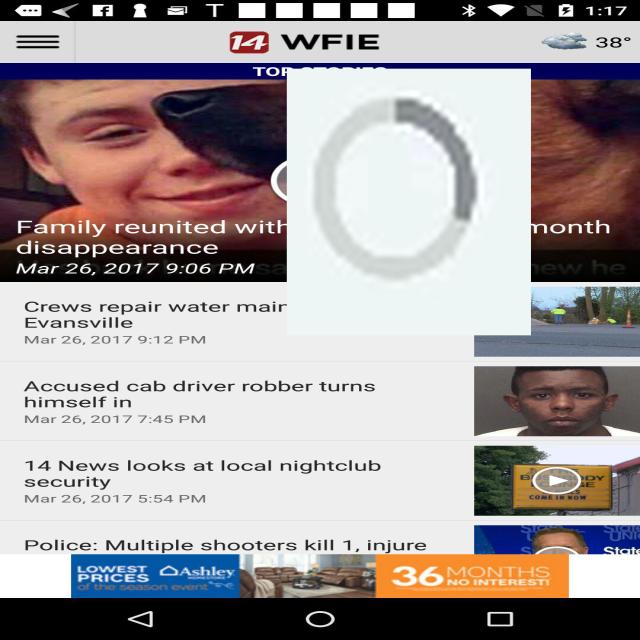 1:17
14 WFIE
38°
TOP STORIES
Family reunited with
month
disappearance
Mar 26, 2017 9:06 PM
Crews repair water main
Evansville
Mar 26, 2017 9:12 PM
Accused cab driver robber turns
himself in
Mar 26, 2017 7:45 PM
14 News looks at local nightclub
security
Mar 26, 2017 5:54 PM
COME IN NOW
Police: Multiple shooters kill 1, injure
LOWEST
PRICES
of the season event
Ashley
HOMESTORE
36 MONTHS
NO INTEREST!